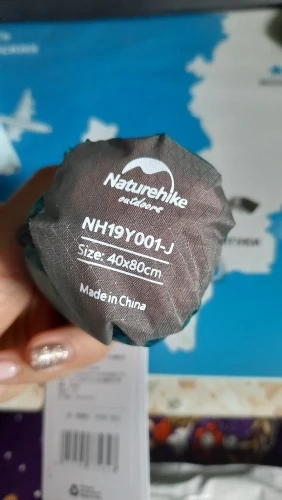 Naturehike
outdoors
NH19Y001-J
Size: 40x80cm
Made in China